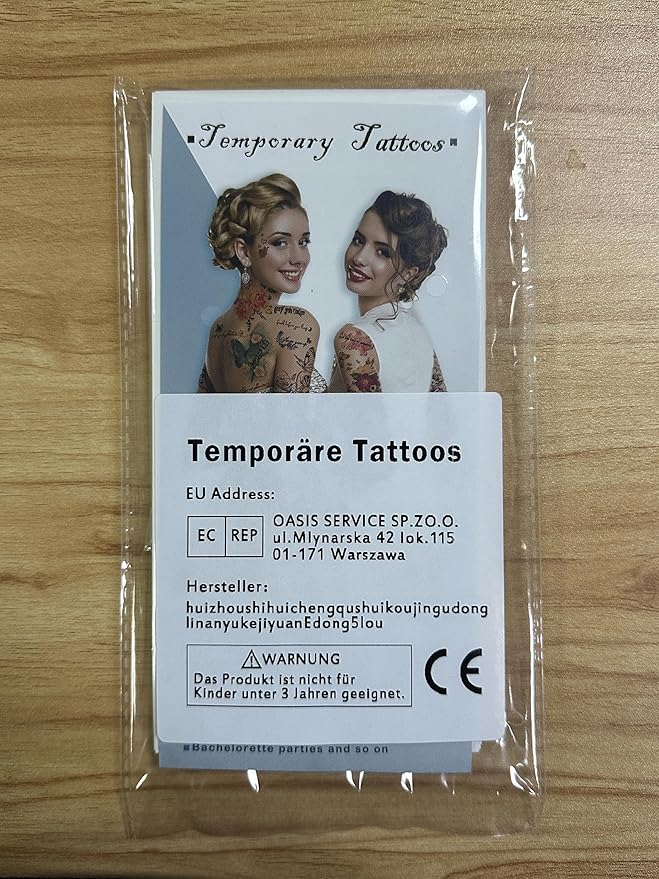 Temporary Tattoos
Temporäre Tattoos
EU Address:
EC REP
OASIS SERVICE SP.ZO.O.
ul.Mlynarska 42 lok.115
01-171 Warszawa
Hersteller:
huizhoushihuichengqushuikoujingudong
linanyukejiyuanEdong5lou
⚠WARNUNG
Das Produkt ist nicht für
Kinder unter 3 Jahren geeignet.
CE
Bachelorette parties and so on